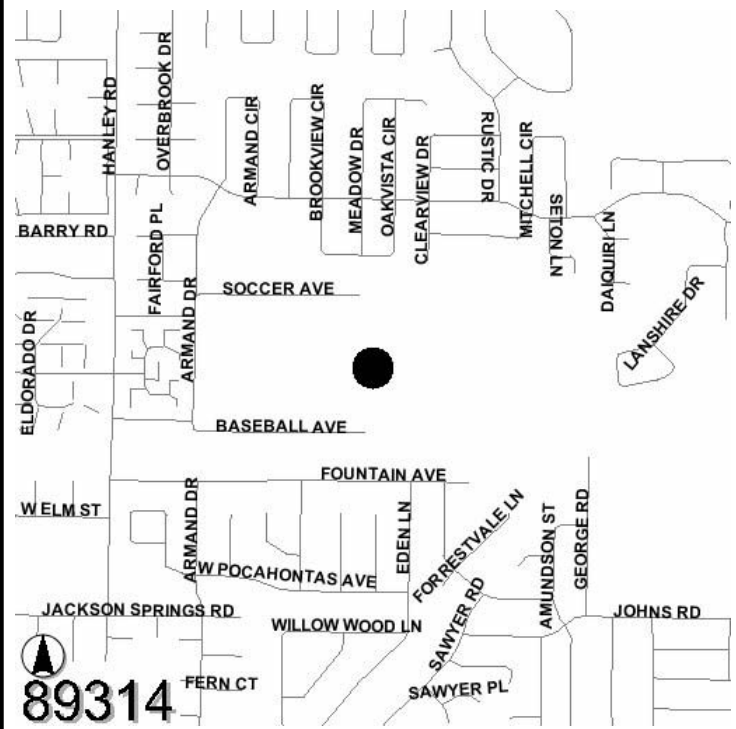 HANLEY RD
OVERBROOK DR
ARMAND CIR
BROOKVIEW CIR
MEADOW DR
OAKVISTA CIR
CLEARVIEW DR
RUSTIC DR
MITCHELL CIR
SETON LN
DAIQUIRI LN
BARRY RD
FAIRFORD PL
SOCCER AVE
ARMAND DR
LANSHIRE DR
ELDORADO DR
BASEBALL AVE
FOUNTAIN AVE
W ELM ST
ARMAND DR
EDEN LN
FORRESTVALE LN
AMUNDSON ST
GEORGE RD
W POCAHONTAS AVE
JACKSON SPRINGS RD
WILLOW WOOD LN
SAWYER RD
JOHNS RD
FERN CT
SAWYER PL
89314